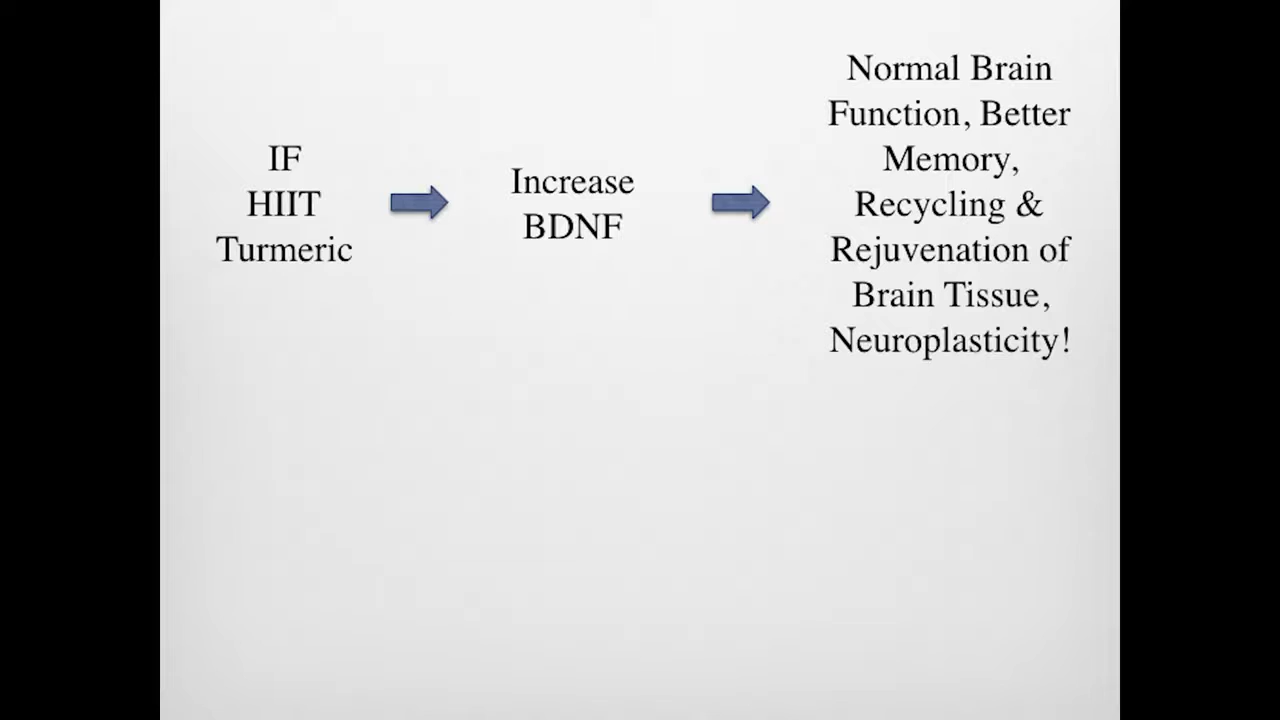 IF
HIIT
Turmeric
Increase
BDNF
Normal Brain
Function, Better
Memory,
Recycling &
Rejuvenation of
Brain Tissue,
Neuroplasticity!